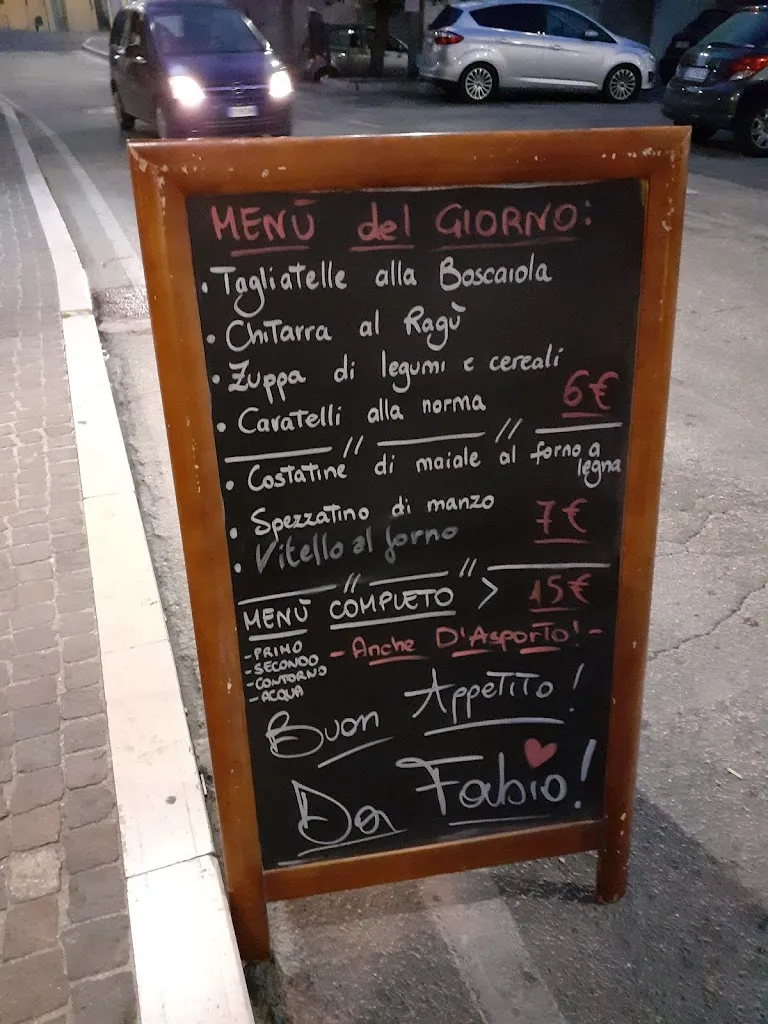 MENÙ del GIORNO:
• Tagliatelle alla Boscaiola
• Chitarra al Ragù
• Zuppa di legumi e cereali
• Cavatelli alla norma 6€
• Costatine di maiale al forno a legna
• Spezzatino di manzo 7€
• Vitello al forno
MENÙ COMPLETO > 15€
- PRIMO
- SECONDO
- CONTORNO
- ACQUA
- Anche D'Asporto! -
Buon Appetito!
Da Fabio!